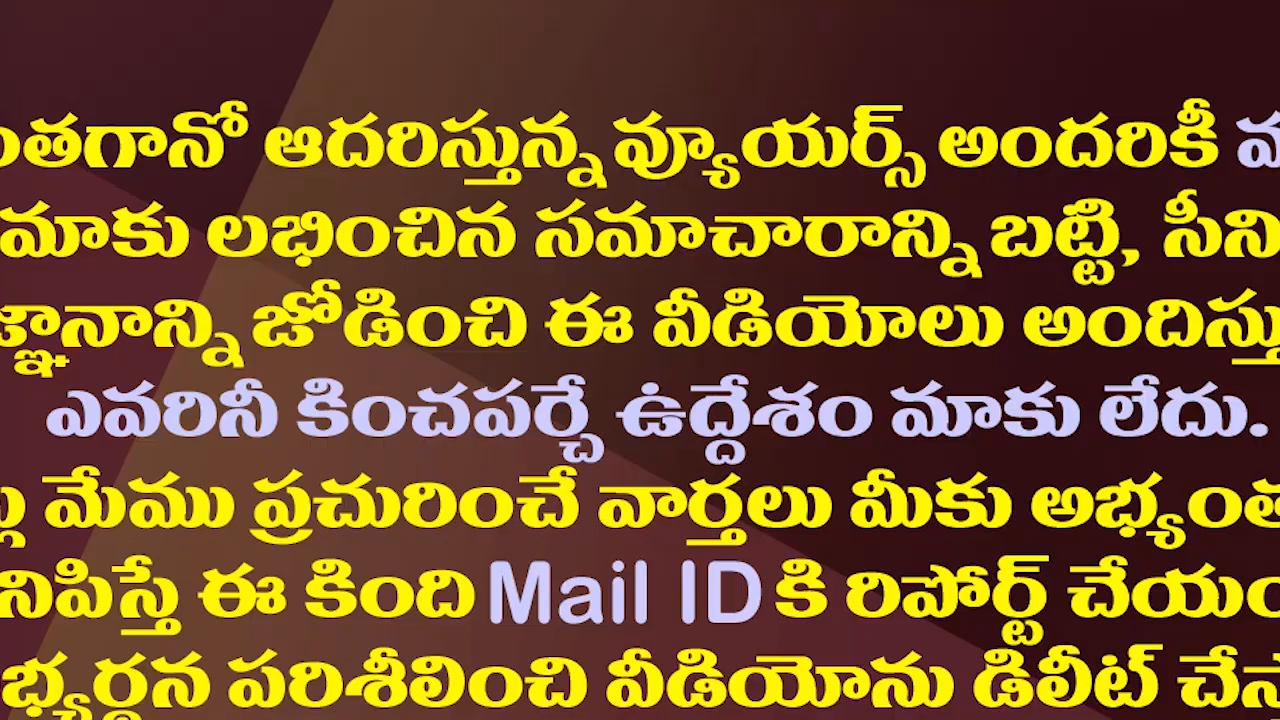 ంతగానో ఆదరిస్తున్న వ్యూయర్స్ అందరికీ
మాకు లభించిన సమాచారాన్ని బట్టి, సీని
జ్ఞానాన్ని జోడించి ఈ వీడియోలు అందిస్తు
ఎవరినీ కించపర్చే ఉద్దేశం మాకు లేదు.
మేము ప్రచురించే వార్తలు మీకు అభ్యంత
నిపిస్తే ఈ కింది Mail ID కి రిపోర్ట్ చేయం
భ్యర్థన పరిశీలించి వీడియోను డిలీట్ చేస